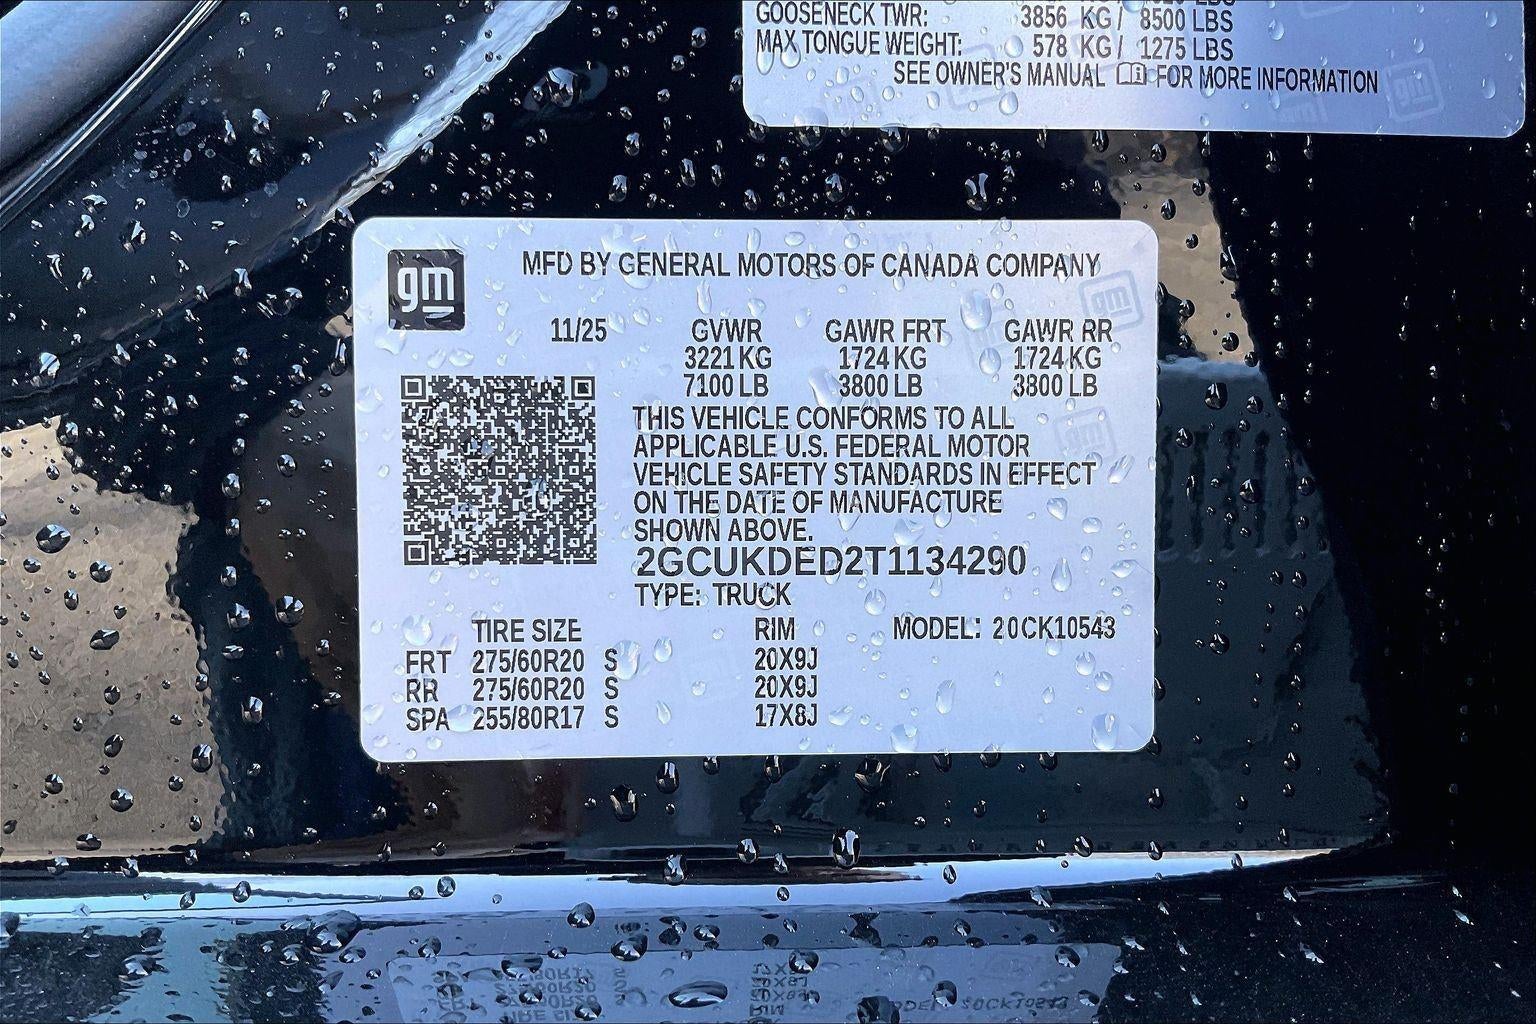 GOOSENECK TWR: 3856 KG/ 8500 LBS
MAX TONGUE WEIGHT: 578 KG/ 1275 LBS
SEE OWNER'S MANUAL FOR MORE INFORMATION
gm
MFD BY GENERAL MOTORS OF CANADA COMPANY
11/25 GVWR GAWR FRT GAWR RR
3221 KG 1724 KG 1724 KG
7100 LB 3800 LB 3800 LB
THIS VEHICLE CONFORMS TO ALL
APPLICABLE U.S. FEDERAL MOTOR
VEHICLE SAFETY STANDARDS IN EFFECT
ON THE DATE OF MANUFACTURE
SHOWN ABOVE.
2GCUKDED2T1134290
TYPE: TRUCK
TIRE SIZE RIM MODEL: 20CK10543
FRT 275/60R20 S 20X9J
RR 275/60R20 S 20X9J
SPA 255/80R17 S 17X8J